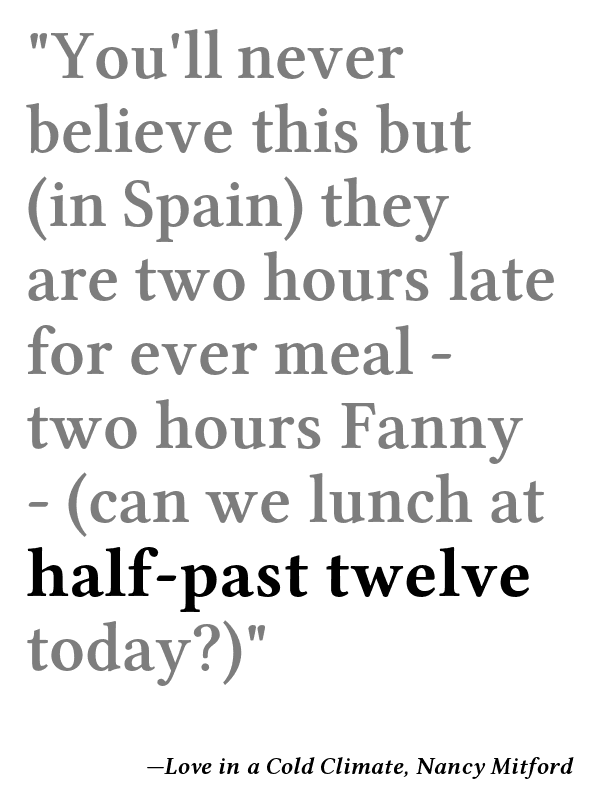 "You'll never
believe this but
(in Spain) they
are two hours late
for ever meal -
two hours Fanny
- (can we lunch at
half-past twelve
today?)"
—Love in a Cold Climate, Nancy Mitford